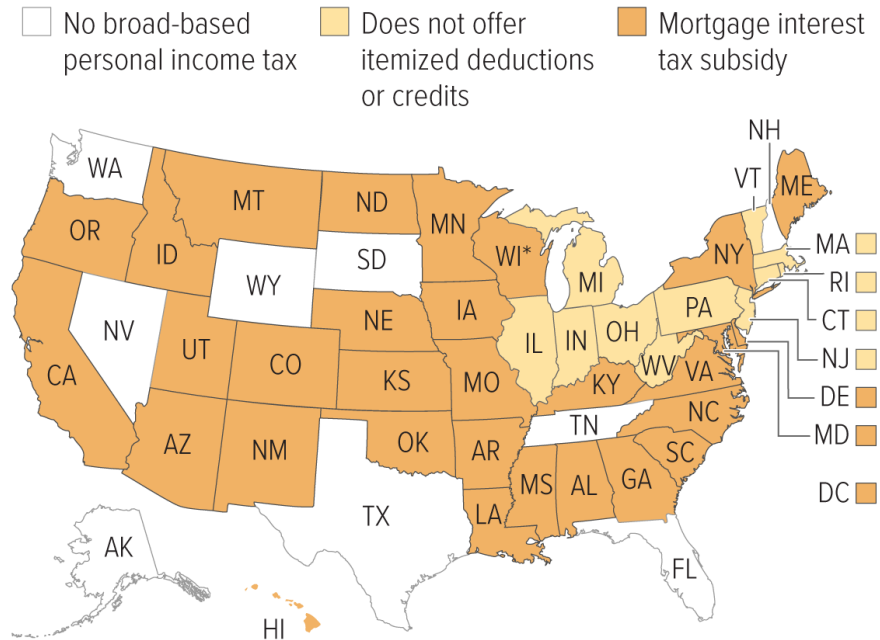 No broad-based
personal income tax
Does not offer
itemized deductions
or credits
Mortgage interest
tax subsidy
NH
VT
ME
WA
MT
ND
MN
OR
ID
WI*
NY
MA
SD
WY
MI
RI
CT
NJ
DE
MD
DC
PA
IA
NE
NV
IL
IN
OH
UT
CO
CA
KS
MO
WV
VA
KY
NC
TN
AZ
NM
OK
AR
SC
MS
AL
GA
LA
TX
AK
FL
HI